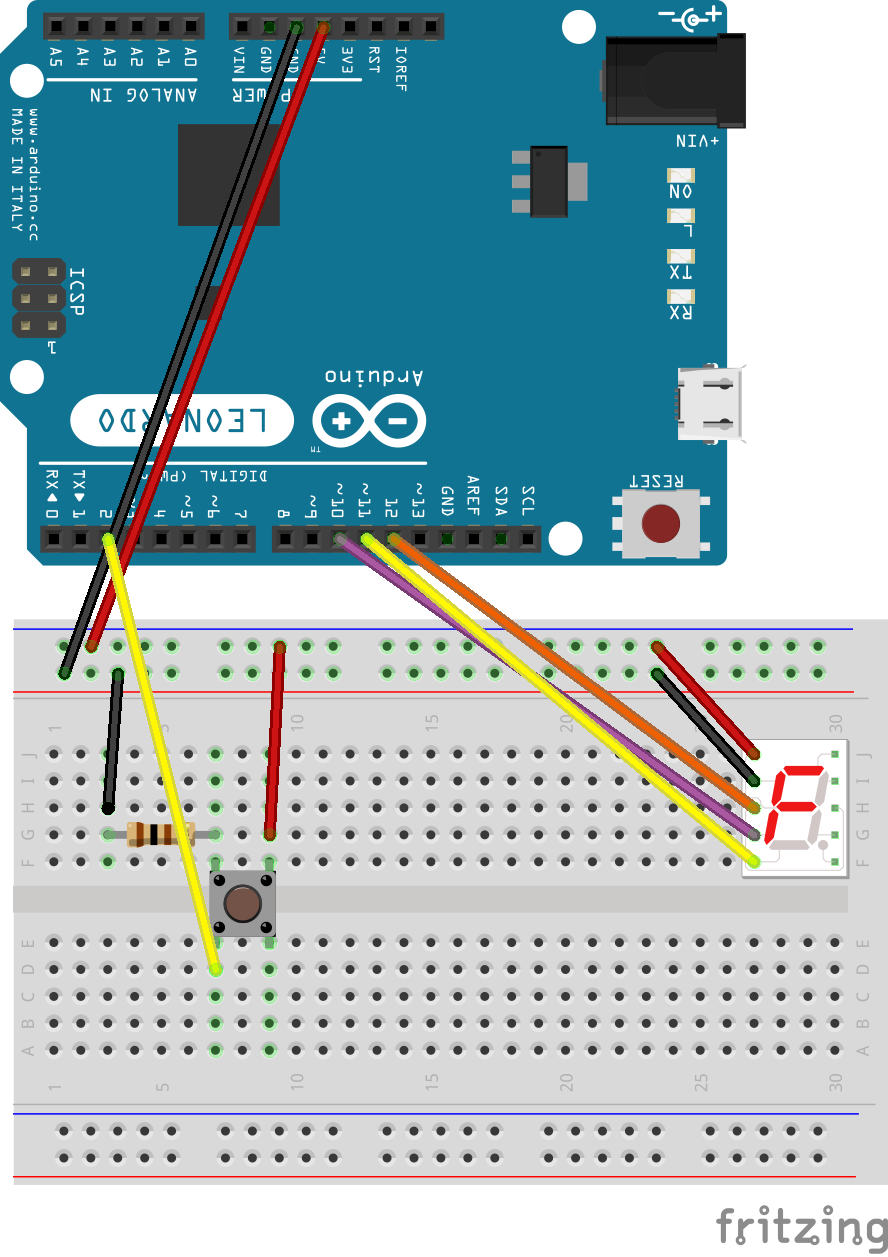 A5 A4 A3 A2 A1 A0
VIN GND GND 5V 3V3 RST IOREF
ANALOG IN
POWER
www.arduino.cc
MADE IN ITALY
+VIN
ON
L
TX
RX
ICSP
1
Arduino
LEONARDO
TM
RESET
DIGITAL (PWM ~)
RX◀0 TX▶1 2 ~3 4 ~5 ~6 7 8 ~9 ~10 ~11 12 ~13 GND AREF SDA SCL
1 5 10 15 20 25 30
J J
I I
H H
G G
F F
E E
D D
C C
B B
A A
1 5 10 15 20 25 30
fritzing